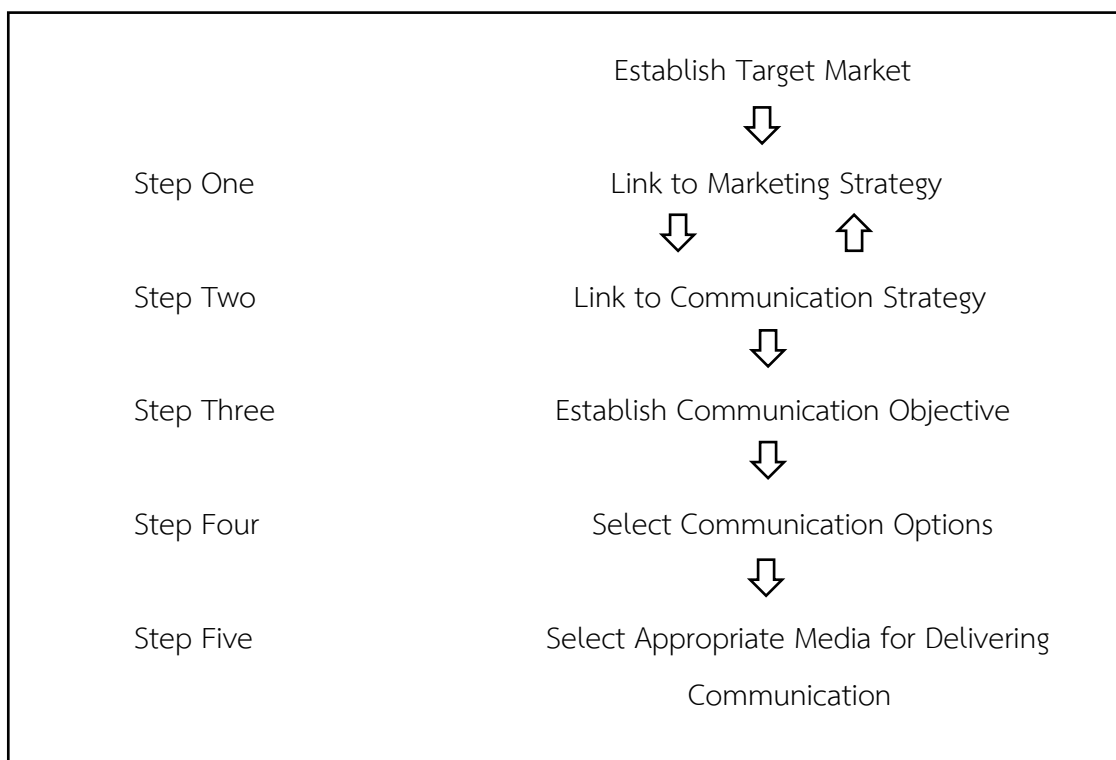 Establish Target Market
Step One Link to Marketing Strategy
Step Two Link to Communication Strategy
Step Three Establish Communication Objective
Step Four Select Communication Options
Step Five Select Appropriate Media for Delivering
Communication